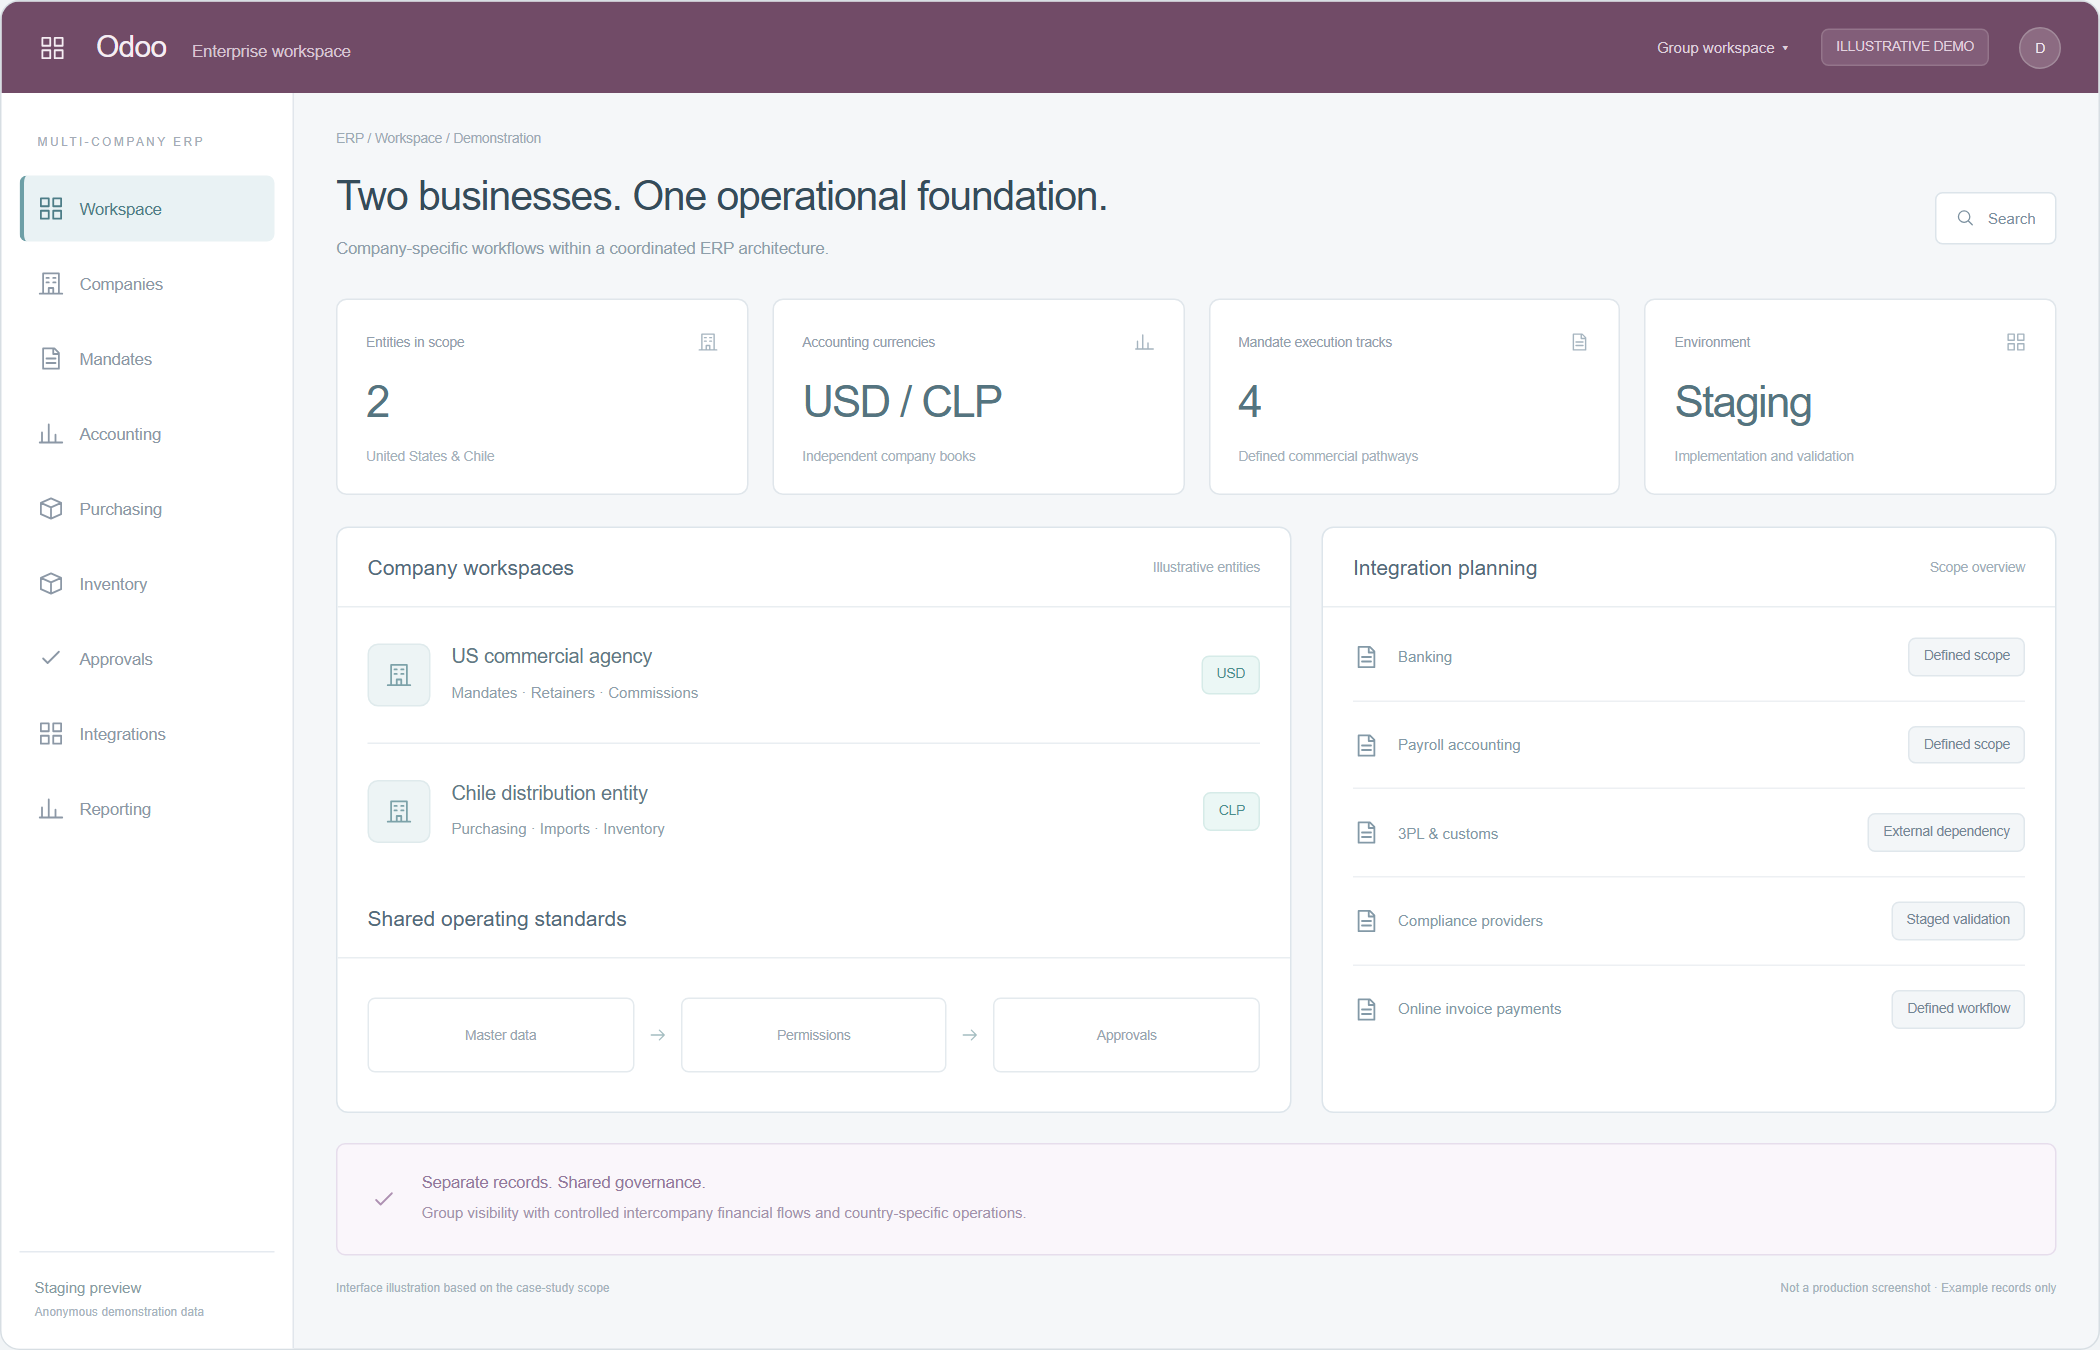 Odoo
Enterprise workspace
Group workspace
ILLUSTRATIVE DEMO
D
MULTI-COMPANY ERP
Workspace
Companies
Mandates
Accounting
Purchasing
Inventory
Approvals
Integrations
Reporting
Staging preview
Anonymous demonstration data
ERP / Workspace / Demonstration
Two businesses. One operational foundation.
Company-specific workflows within a coordinated ERP architecture.
Search
Entities in scope
2
United States & Chile
Accounting currencies
USD / CLP
Independent company books
Mandate execution tracks
4
Defined commercial pathways
Environment
Staging
Implementation and validation
Company workspaces
Illustrative entities
US commercial agency
Mandates · Retainers · Commissions
USD
Chile distribution entity
Purchasing · Imports · Inventory
CLP
Shared operating standards
Master data
Permissions
Approvals
Integration planning
Scope overview
Banking
Defined scope
Payroll accounting
Defined scope
3PL & customs
External dependency
Compliance providers
Staged validation
Online invoice payments
Defined workflow
Separate records. Shared governance.
Group visibility with controlled intercompany financial flows and country-specific operations.
Interface illustration based on the case-study scope
Not a production screenshot · Example records only